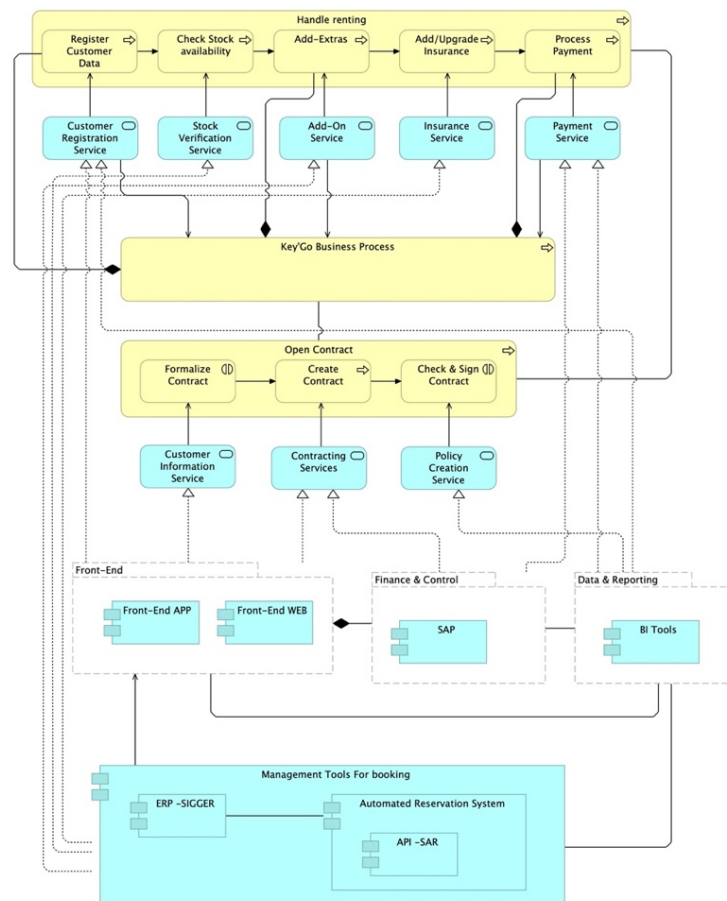 Handle renting
Register
Customer
Data
Check Stock
availability
Add-Extras
Add/Upgrade
Insurance
Process
Payment
Customer
Registration
Service
Stock
Verification
Service
Add-On
Service
Insurance
Service
Payment
Service
Key'Go Business Process
Open Contract
Formalize
Contract
Create
Contract
Check & Sign
Contract
Customer
Information
Service
Contracting
Services
Policy
Creation
Service
Front-End
Front-End APP
Front-End WEB
Finance & Control
SAP
Data & Reporting
BI Tools
Management Tools For booking
ERP -SIGGER
Automated Reservation System
API -SAR